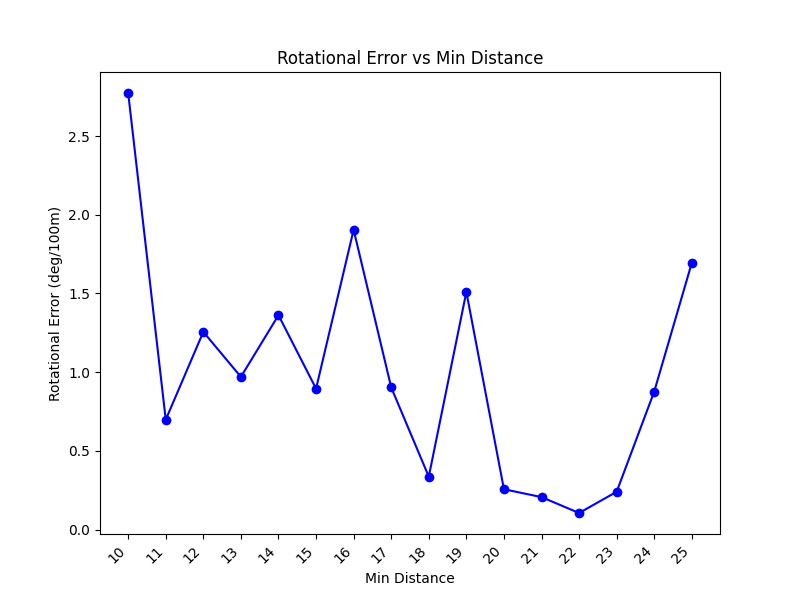 Rotational Error vs Min Distance
Rotational Error (deg/100m)
2.5
2.0
1.5
1.0
0.5
0.0
10 11 12 13 14 15 16 17 18 19 20 21 22 23 24 25
Min Distance